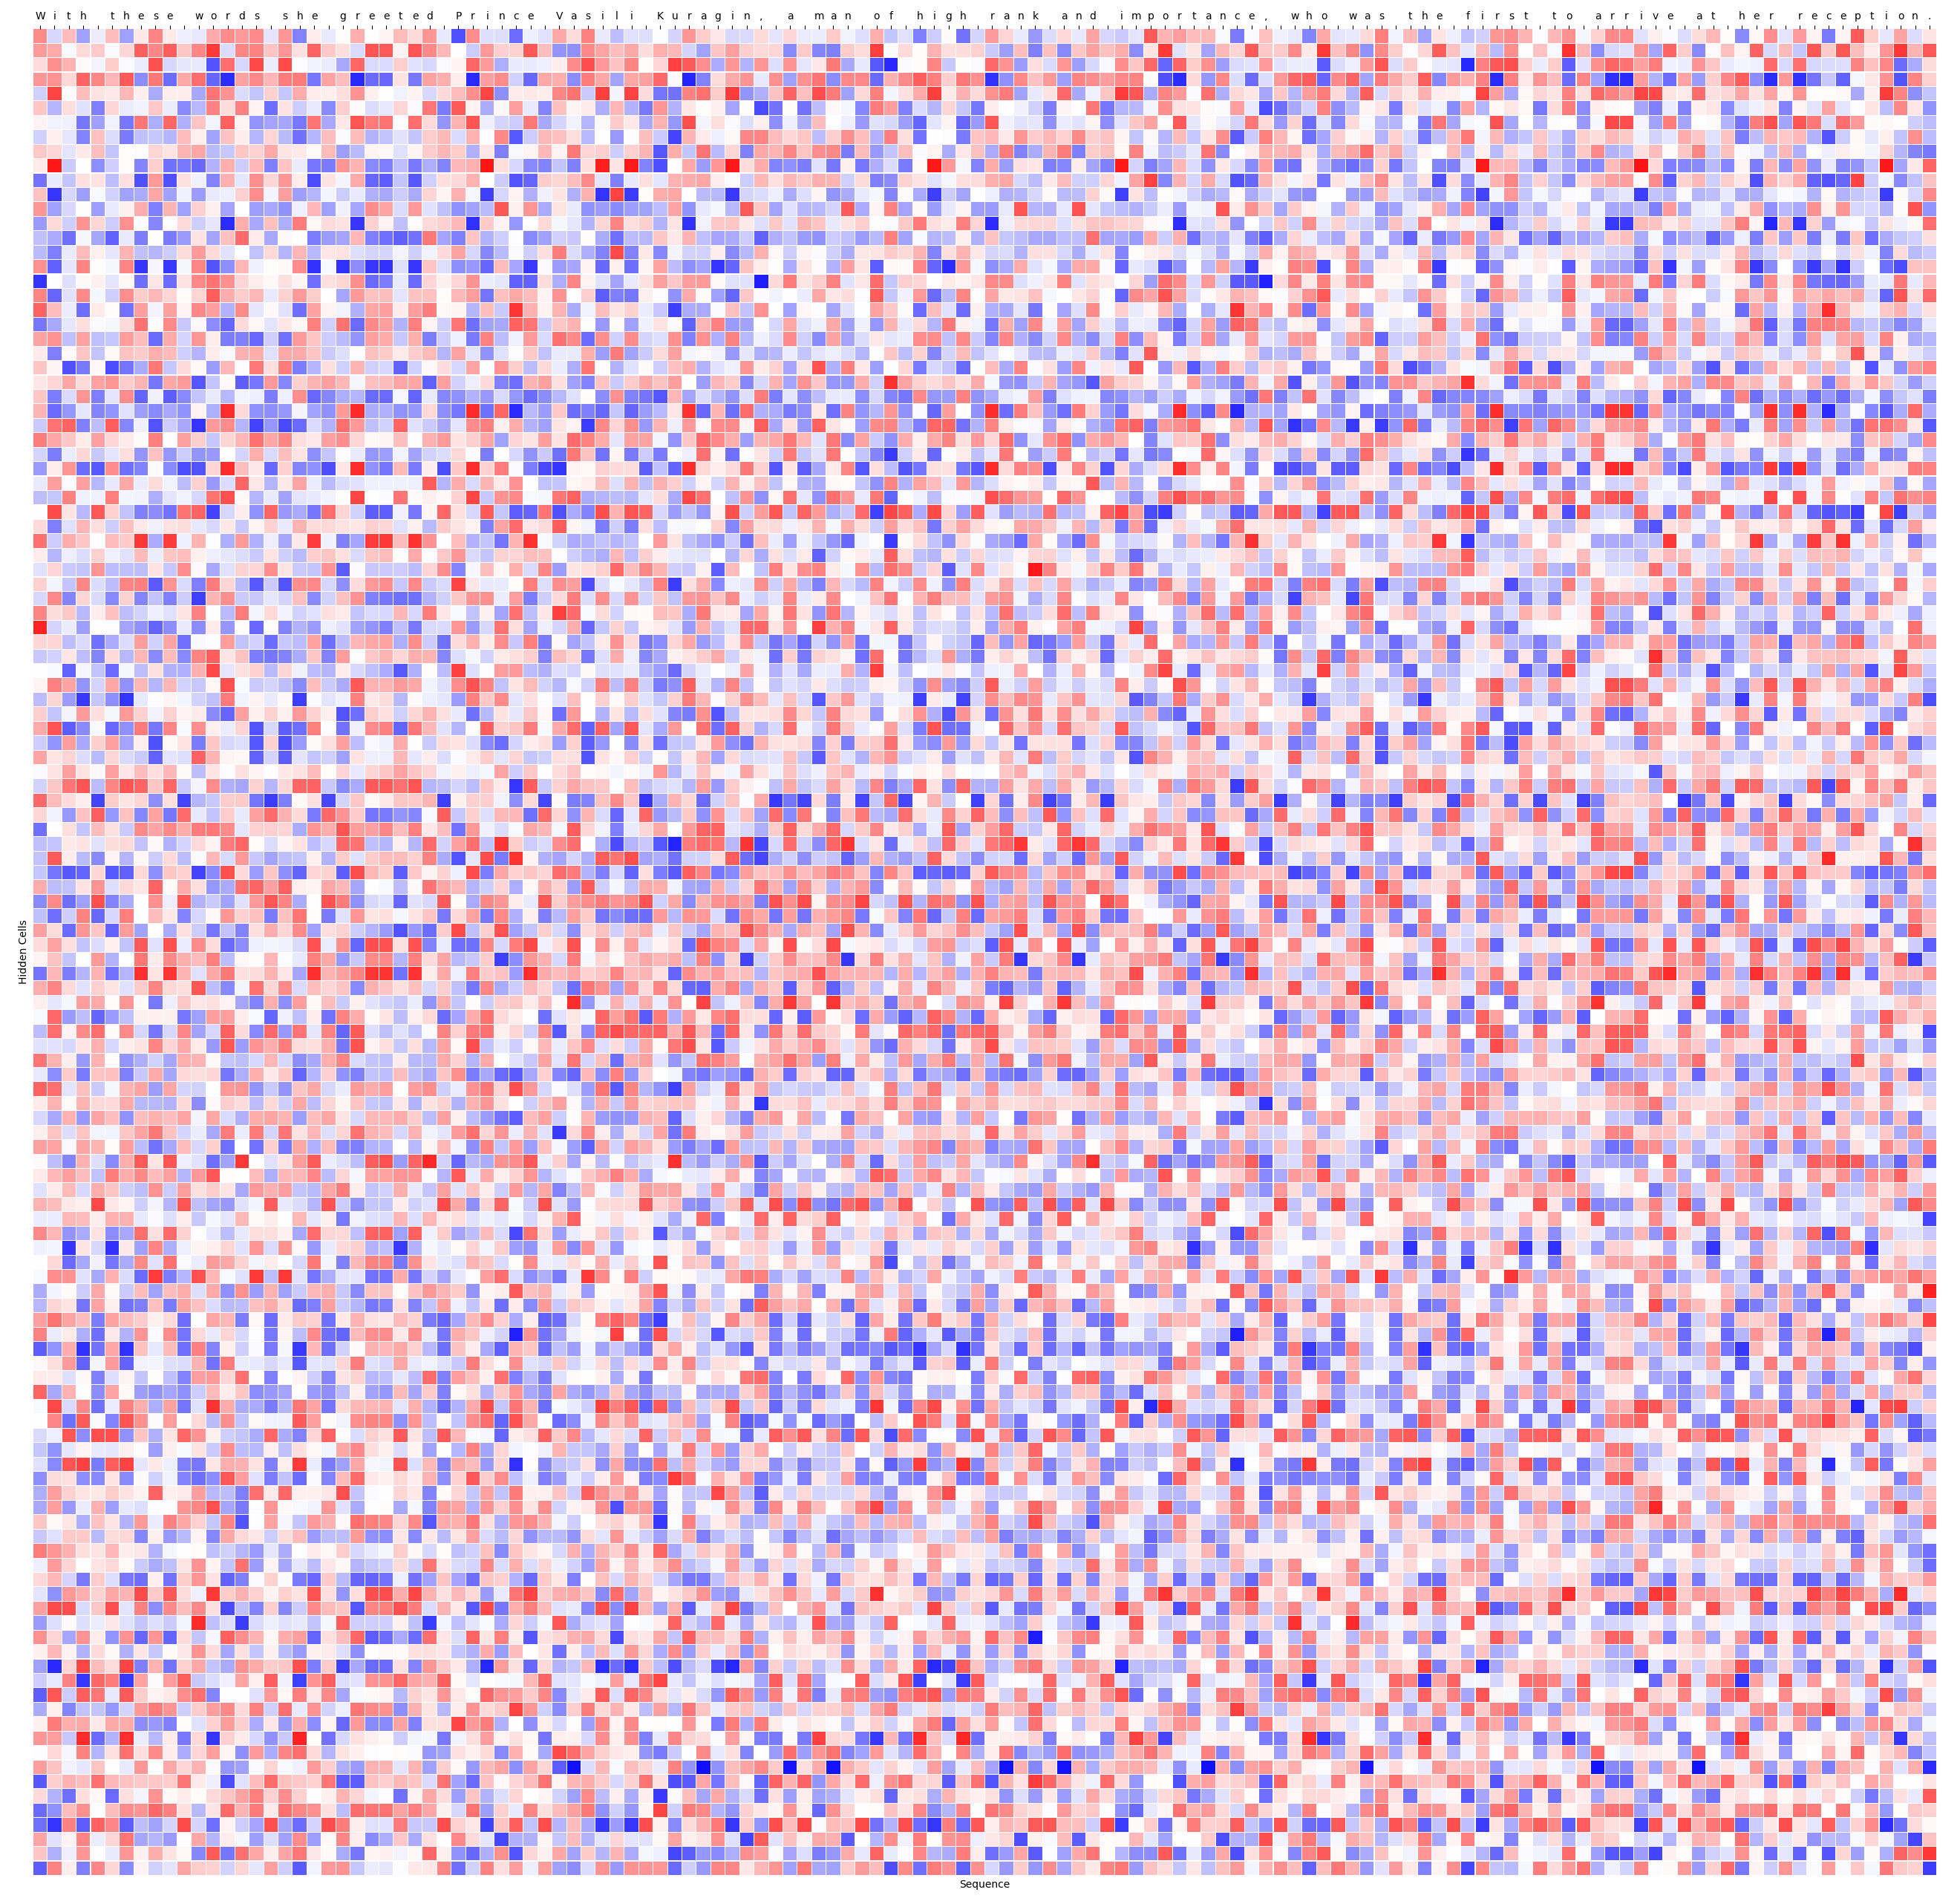 With these words she greeted Prince Vasili Kuragin, a man of high rank and importance, who was the first to arrive at her reception.
Hidden Cells
Sequence